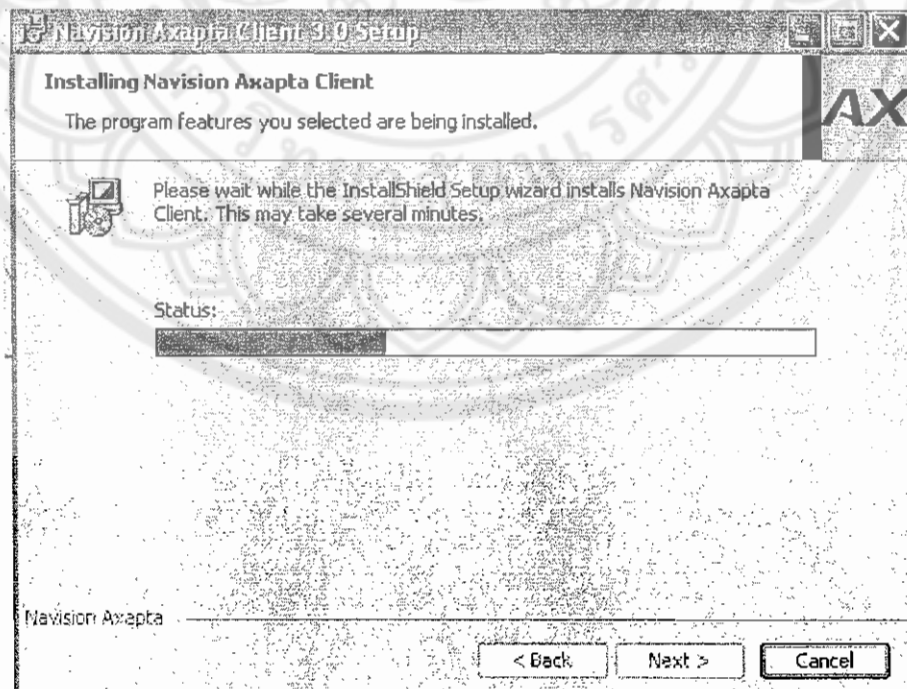 Navision Axapta Client 3.0 Setup
Installing Navision Axapta Client
AX
The program features you selected are being installed.
Please wait while the InstallShield Setup wizard installs Navision Axapta
Client. This may take several minutes.
Status:
Navision Axapta
< Back
Next >
Cancel